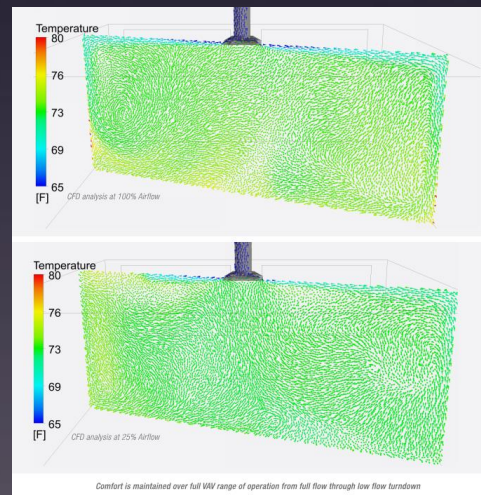 Temperature
80
76
73
69
65
[F]
CFD analysis at 100% Airflow
Temperature
80
76
73
69
65
[F]
CFD analysis at 25% Airflow
Comfort is maintained over full VAV range of operation from full flow through low flow turndown